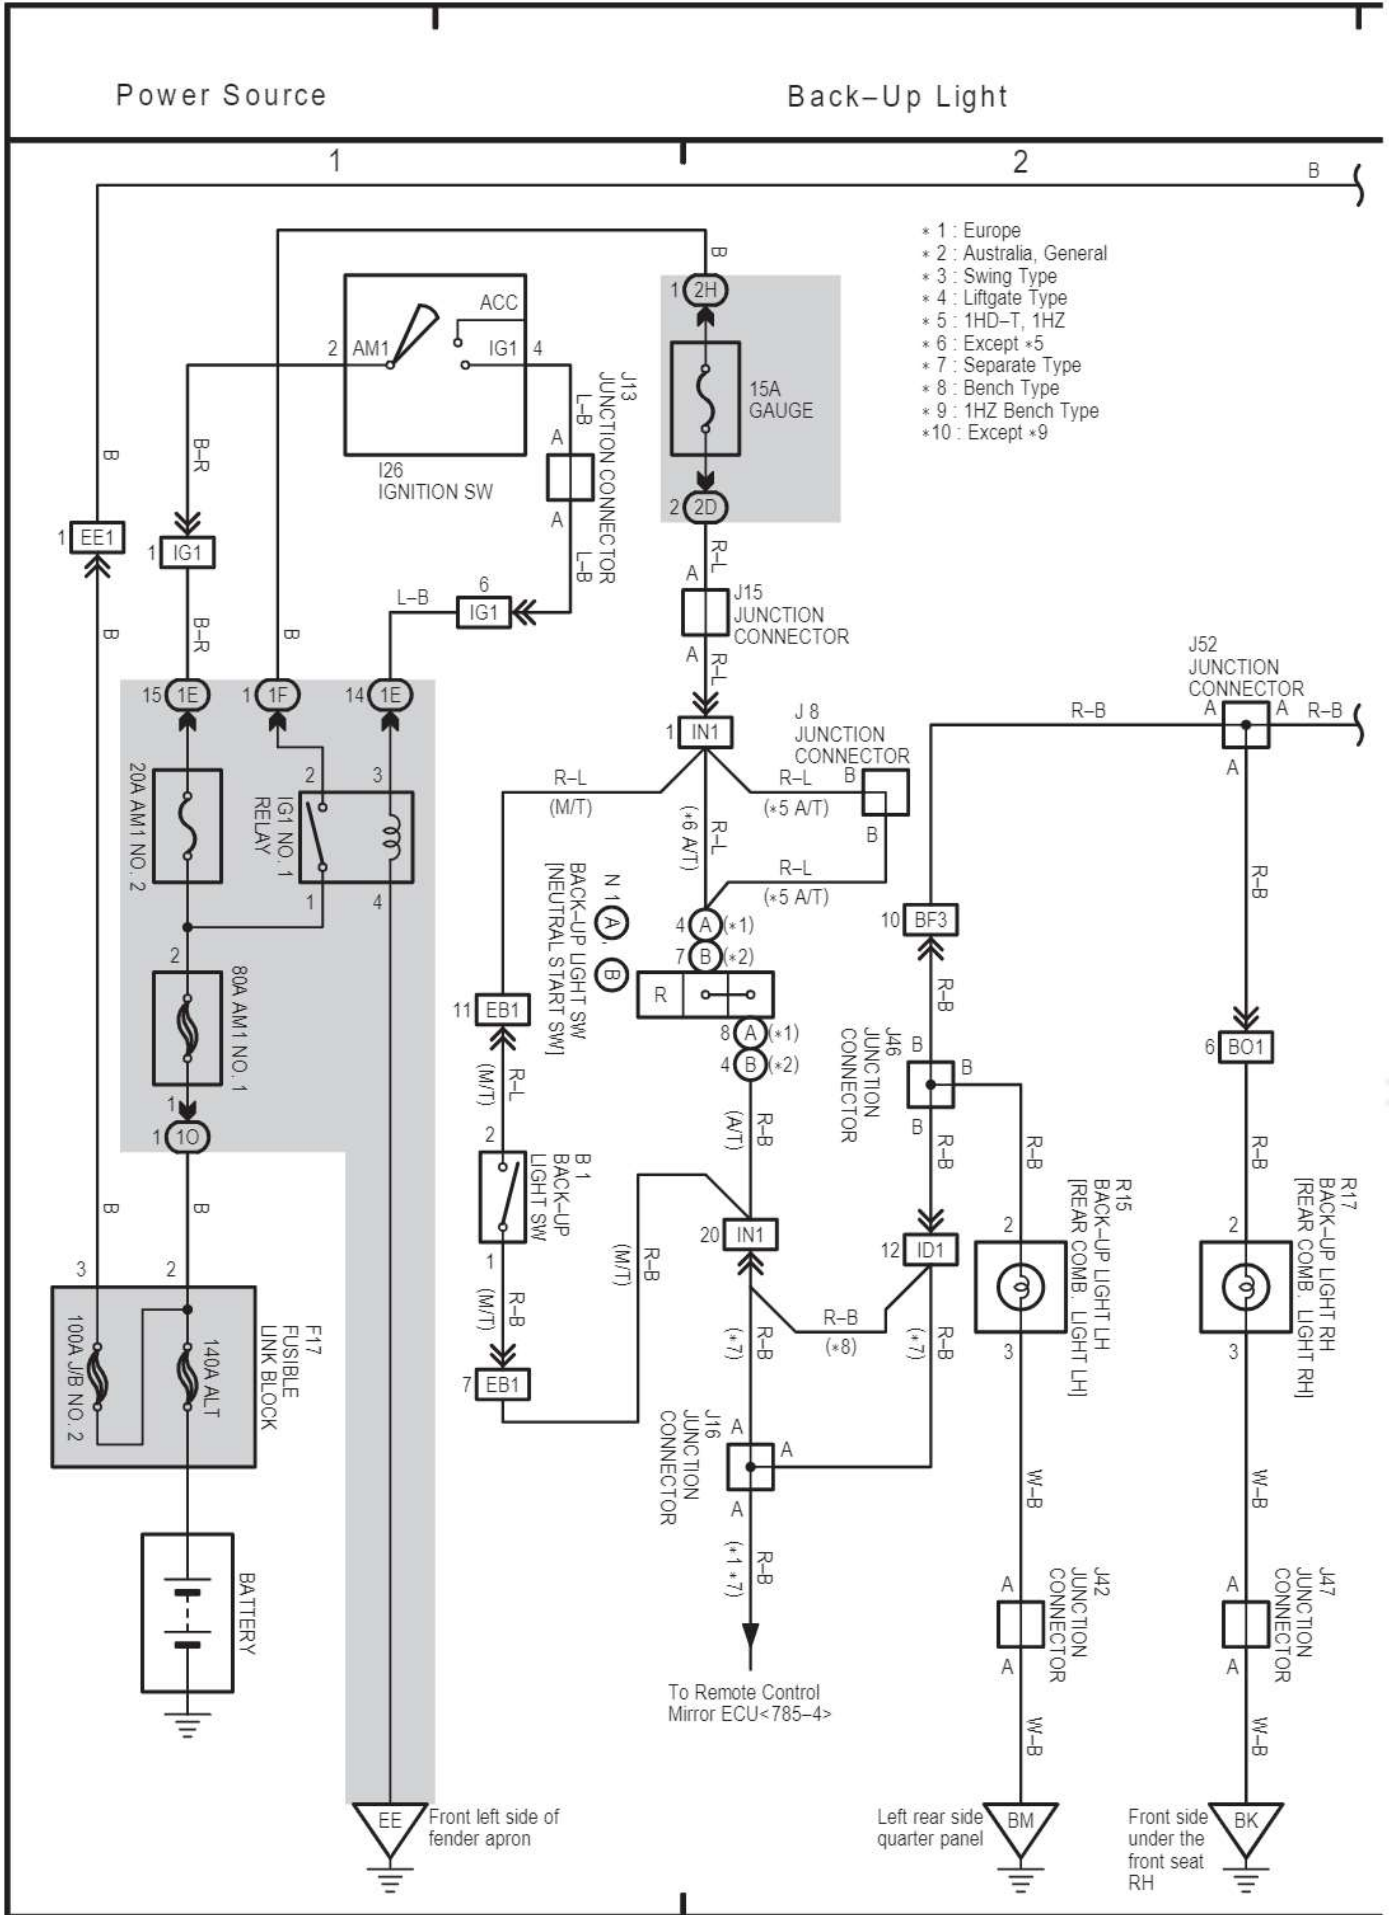 Power Source
Back–Up Light
1
2
B
* 1 : Europe
* 2 : Australia, General
* 3 : Swing Type
* 4 : Liftgate Type
* 5 : 1HD–T, 1HZ
* 6 : Except *5
* 7 : Separate Type
* 8 : Bench Type
* 9 : 1HZ Bench Type
*10 : Except *9
B
1 2H
15A
GAUGE
2 2D
ACC
2 AM1
IG1 4
I26
IGNITION SW
J13
JUNCTION CONNECTOR
L–B
A
A
L–B
B
B–R
1 EE1
1 IG1
B
B–R
B
L–B
6
IG1
R–L
A
J15
JUNCTION
CONNECTOR
A
R–L
1 IN1
J 8
JUNCTION
CONNECTOR
B
B
J52
JUNCTION
CONNECTOR
R–B
A
A
R–B
A
15 1E
1 1F
14 1E
20A AM1 NO. 2
2
3
IG1 NO. 1
RELAY
1
4
2
80A AM1 NO. 1
1
1 1O
R–L
(M/T)
R–L
(*6 A/T)
R–L
(*5 A/T)
R–L
(*5 A/T)
N 1 A , B
BACK–UP LIGHT SW
[NEUTRAL START SW]
4 A (*1)
7 B (*2)
R
8 A (*1)
4 B (*2)
10 BF3
R–B
R–B
11 EB1
R–L
(M/T)
2
B 1
BACK–UP
LIGHT SW
1
R–B
(M/T)
7 EB1
R–B
(A/T)
J46
JUNCTION
CONNECTOR
B
B
B
R–B
R–B
6 BO1
R–B
R–B
(M/T)
20 IN1
12 ID1
R–B
(*8)
R–B
(*7)
R–B
(*7)
2
R15
BACK–UP LIGHT LH
[REAR COMB. LIGHT LH]
3
2
R17
BACK–UP LIGHT RH
[REAR COMB. LIGHT RH]
3
B
B
3
2
100A J/B NO. 2
140A ALT
F17
FUSIBLE
LINK BLOCK
BATTERY
J16
JUNCTION
CONNECTOR
A
A
A
R–B
(*1 *7)
To Remote Control
Mirror ECU<785–4>
W–B
W–B
A
J42
JUNCTION
CONNECTOR
A
A
J47
JUNCTION
CONNECTOR
A
W–B
W–B
EE
Front left side of
fender apron
Left rear side
quarter panel
BM
Front side
under the
front seat
RH
BK